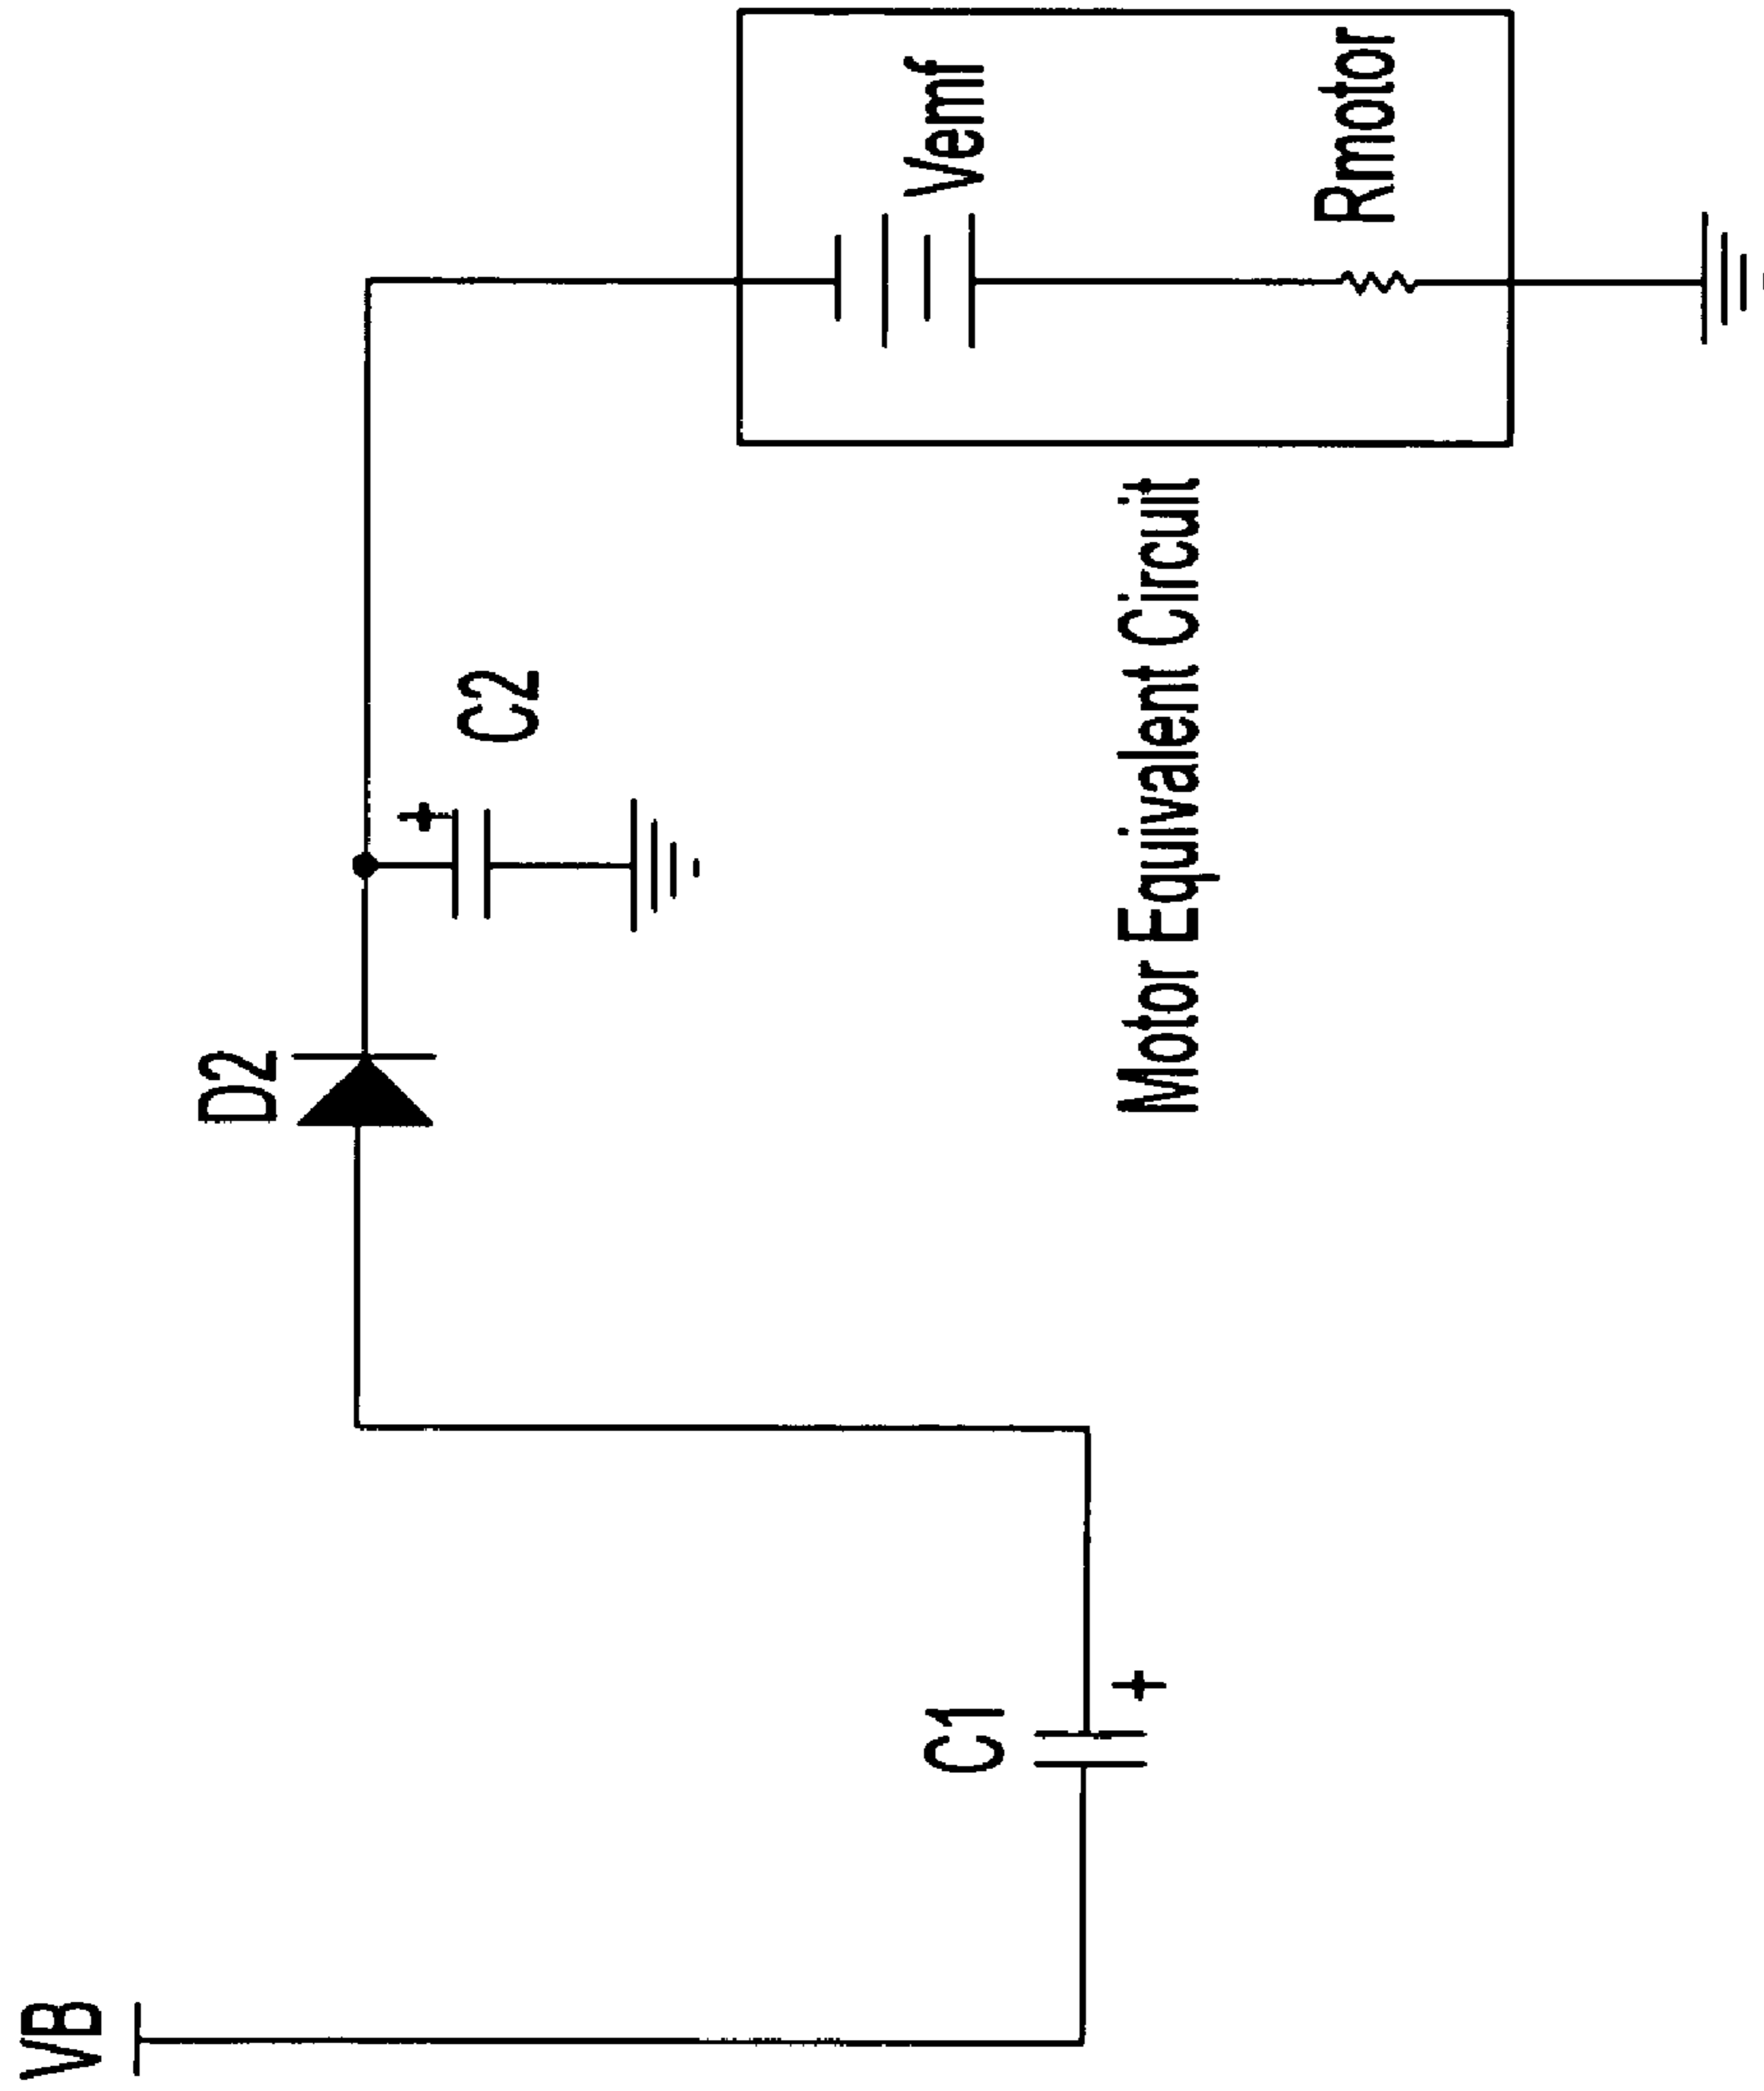 VB
C1
+
D2
+
C2
Motor Equivalent Circuit
Vemf
Rmotor